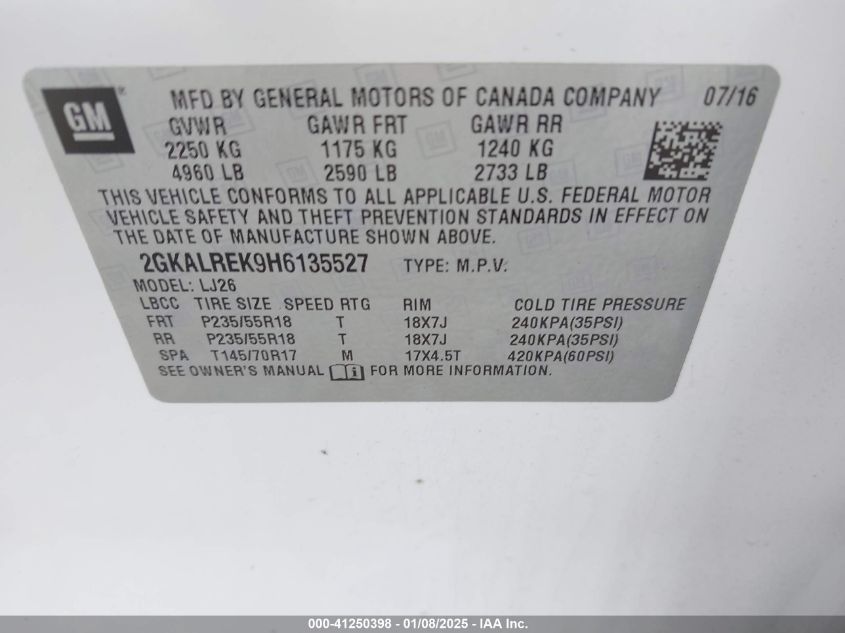 GM ® MFD BY GENERAL MOTORS OF CANADA COMPANY 07/16
GVWR GAWR FRT GAWR RR
2250 KG 1175 KG 1240 KG
4960 LB 2590 LB 2733 LB
THIS VEHICLE CONFORMS TO ALL APPLICABLE U.S. FEDERAL MOTOR
VEHICLE SAFETY AND THEFT PREVENTION STANDARDS IN EFFECT ON
THE DATE OF MANUFACTURE SHOWN ABOVE.
2GKALREK9H6135527 TYPE: M.P.V.
MODEL: LJ26
LBCC TIRE SIZE SPEED RTG RIM COLD TIRE PRESSURE
FRT P235/55R18 T 18X7J 240KPA(35PSI)
RR P235/55R18 T 18X7J 240KPA(35PSI)
SPA T145/70R17 M 17X4.5T 420KPA(60PSI)
SEE OWNER'S MANUAL i FOR MORE INFORMATION.
000-41250398 - 01/08/2025 - IAA Inc.